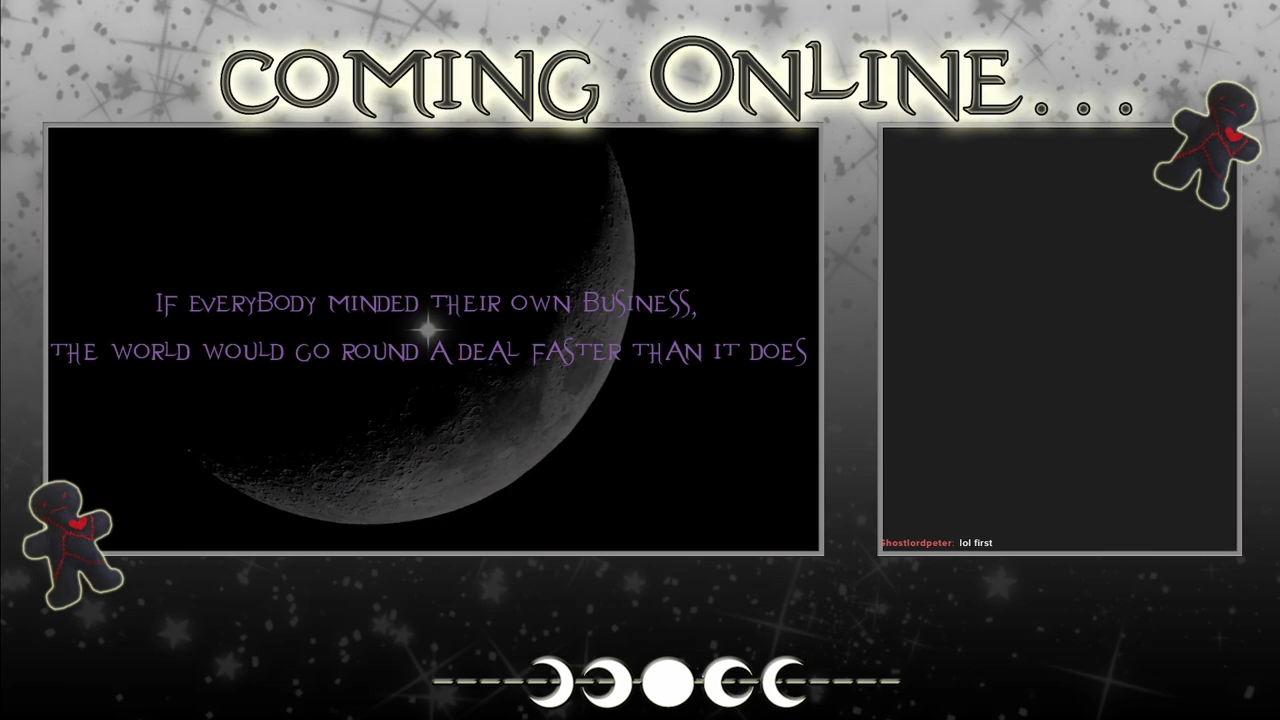 COMING ONLINE...
IF EVERYBODY MINDED THEIR OWN BUSINESS,
THE WORLD WOULD GO ROUND A DEAL FASTER THAN IT DOES
Ghostlordpeter: lol first